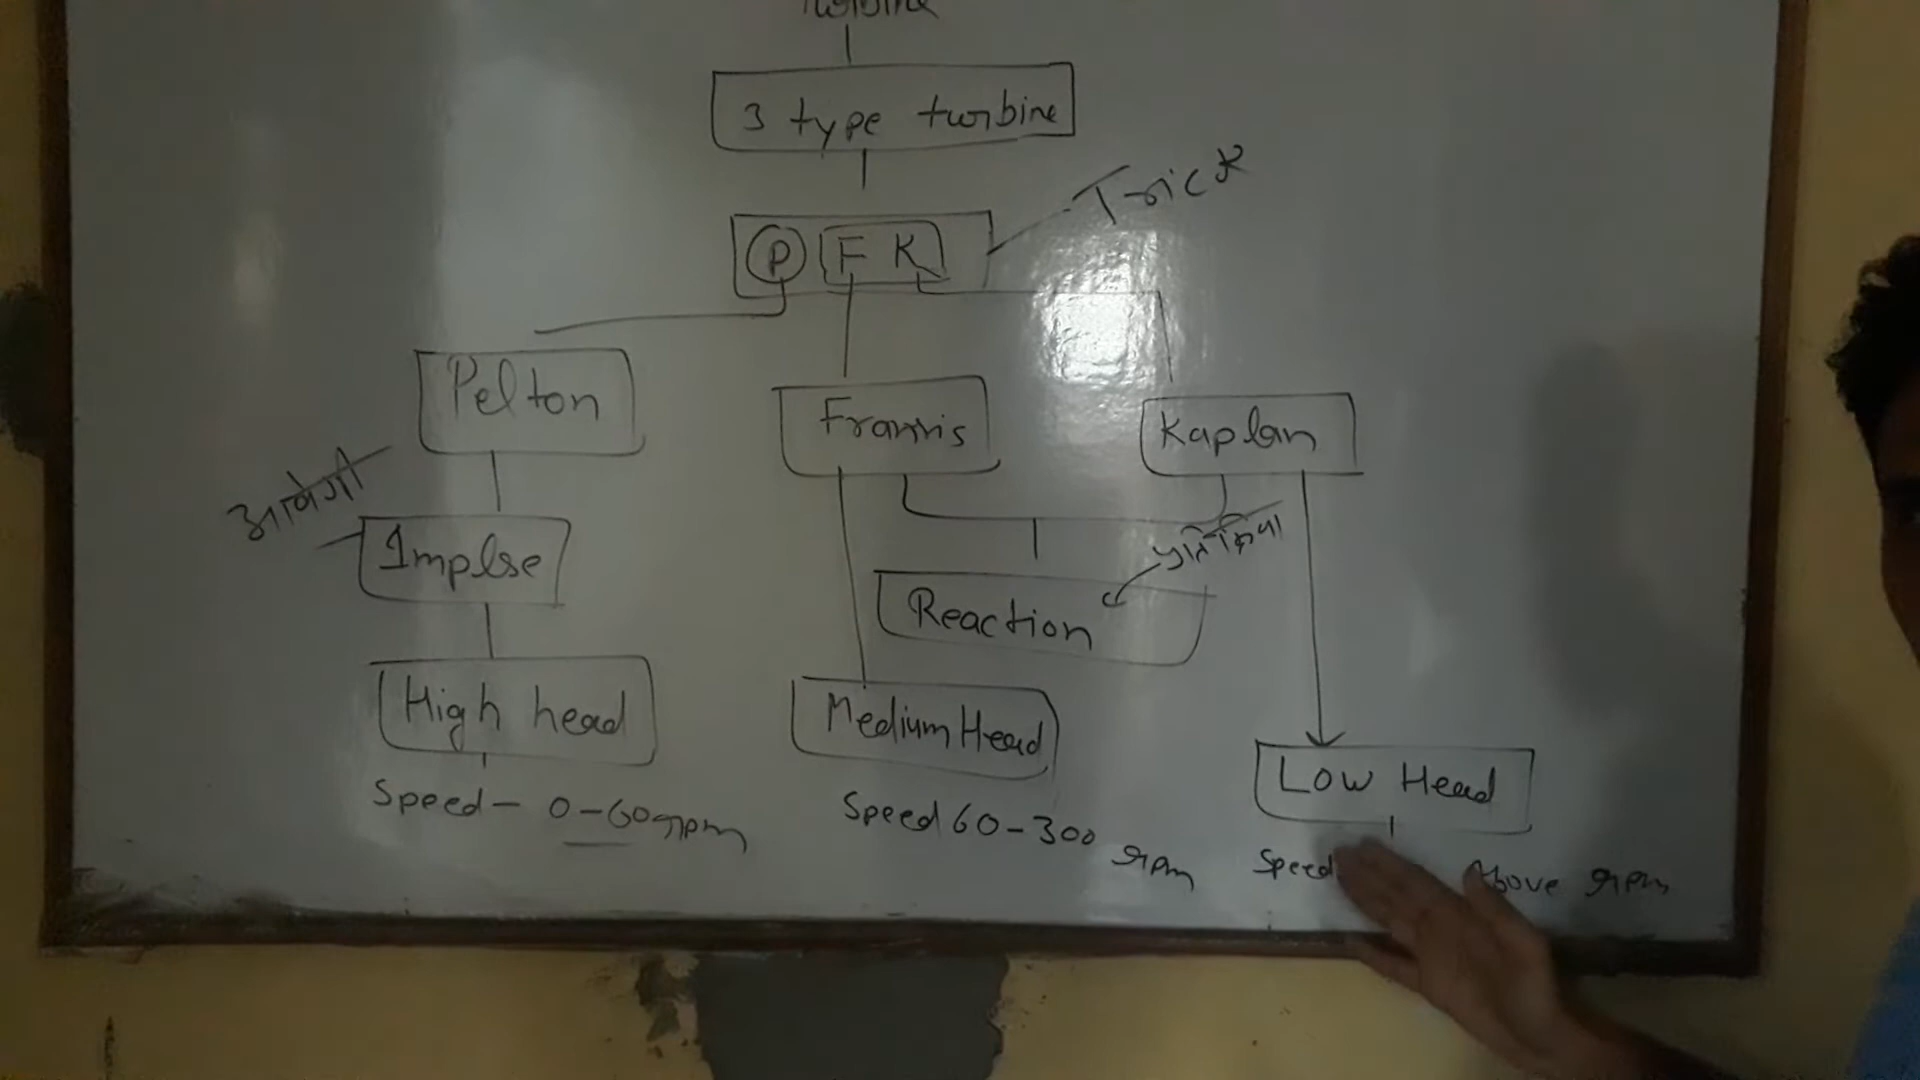 3 type turbine
Trick
P F K
Pelton
Francis
Kaplan
आवेगी
Implse
प्रतिक्रिया
Reaction
High head
Medium Head
Low Head
Speed - 0-60 rpm
Speed 60-300 rpm
Speed Above rpm